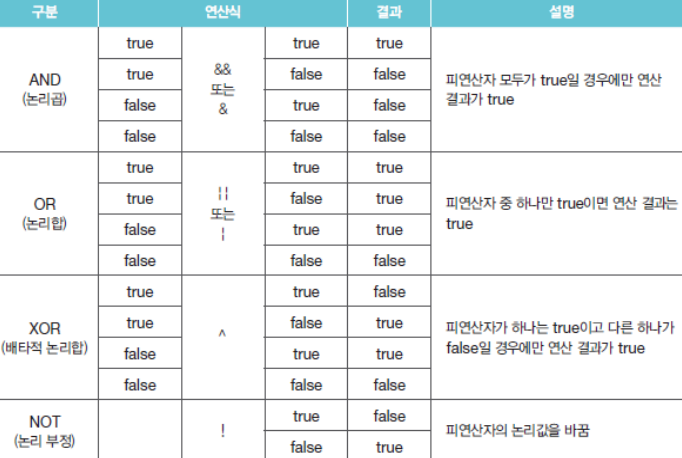 구분 연산식 결과 설명
AND
(논리곱)
true && 또는 & true true
true false false
false true false
false false false
피연산자 모두가 true일 경우에만 연산
결과가 true
OR
(논리합)
true || 또는 | true true
true false true
false true true
false false false
피연산자 중 하나만 true이면 연산 결과는
true
XOR
(배타적 논리합)
true ^ true false
true false true
false true true
false false false
피연산자가 하나는 true이고 다른 하나가
false일 경우에만 연산 결과가 true
NOT
(논리 부정)
! true false
false true
피연산자의 논리값을 바꿈